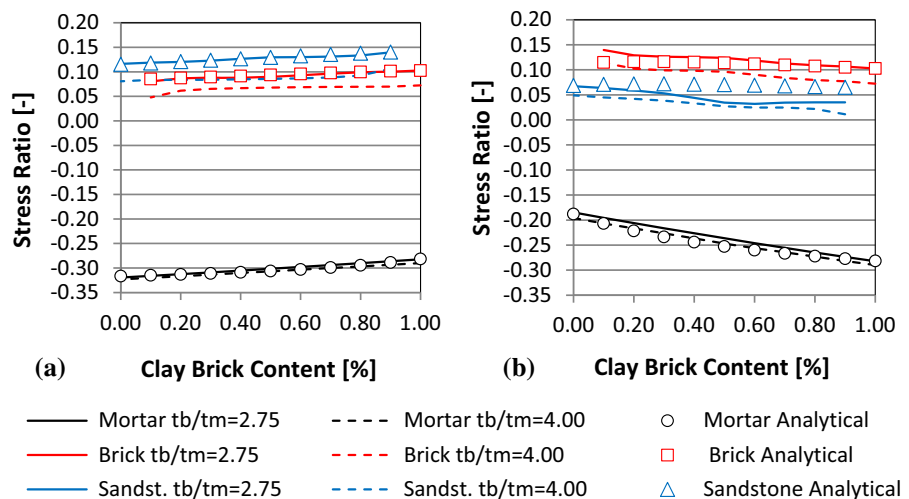 0.20 0.20
0.15 0.15
0.10 0.10
0.05 0.05
0.00 0.00
-0.05 -0.05
-0.10 -0.10
-0.15 -0.15
-0.20 -0.20
-0.25 -0.25
-0.30 -0.30
-0.35 -0.35
Stress Ratio [-] Stress Ratio [-]
0.00 0.20 0.40 0.60 0.80 1.00 0.00 0.20 0.40 0.60 0.80 1.00
(a) Clay Brick Content [%] (b) Clay Brick Content [%]
Mortar tb/tm=2.75 Mortar tb/tm=4.00 Mortar Analytical
Brick tb/tm=2.75 Brick tb/tm=4.00 Brick Analytical
Sandst. tb/tm=2.75 Sandst. tb/tm=4.00 Sandstone Analytical